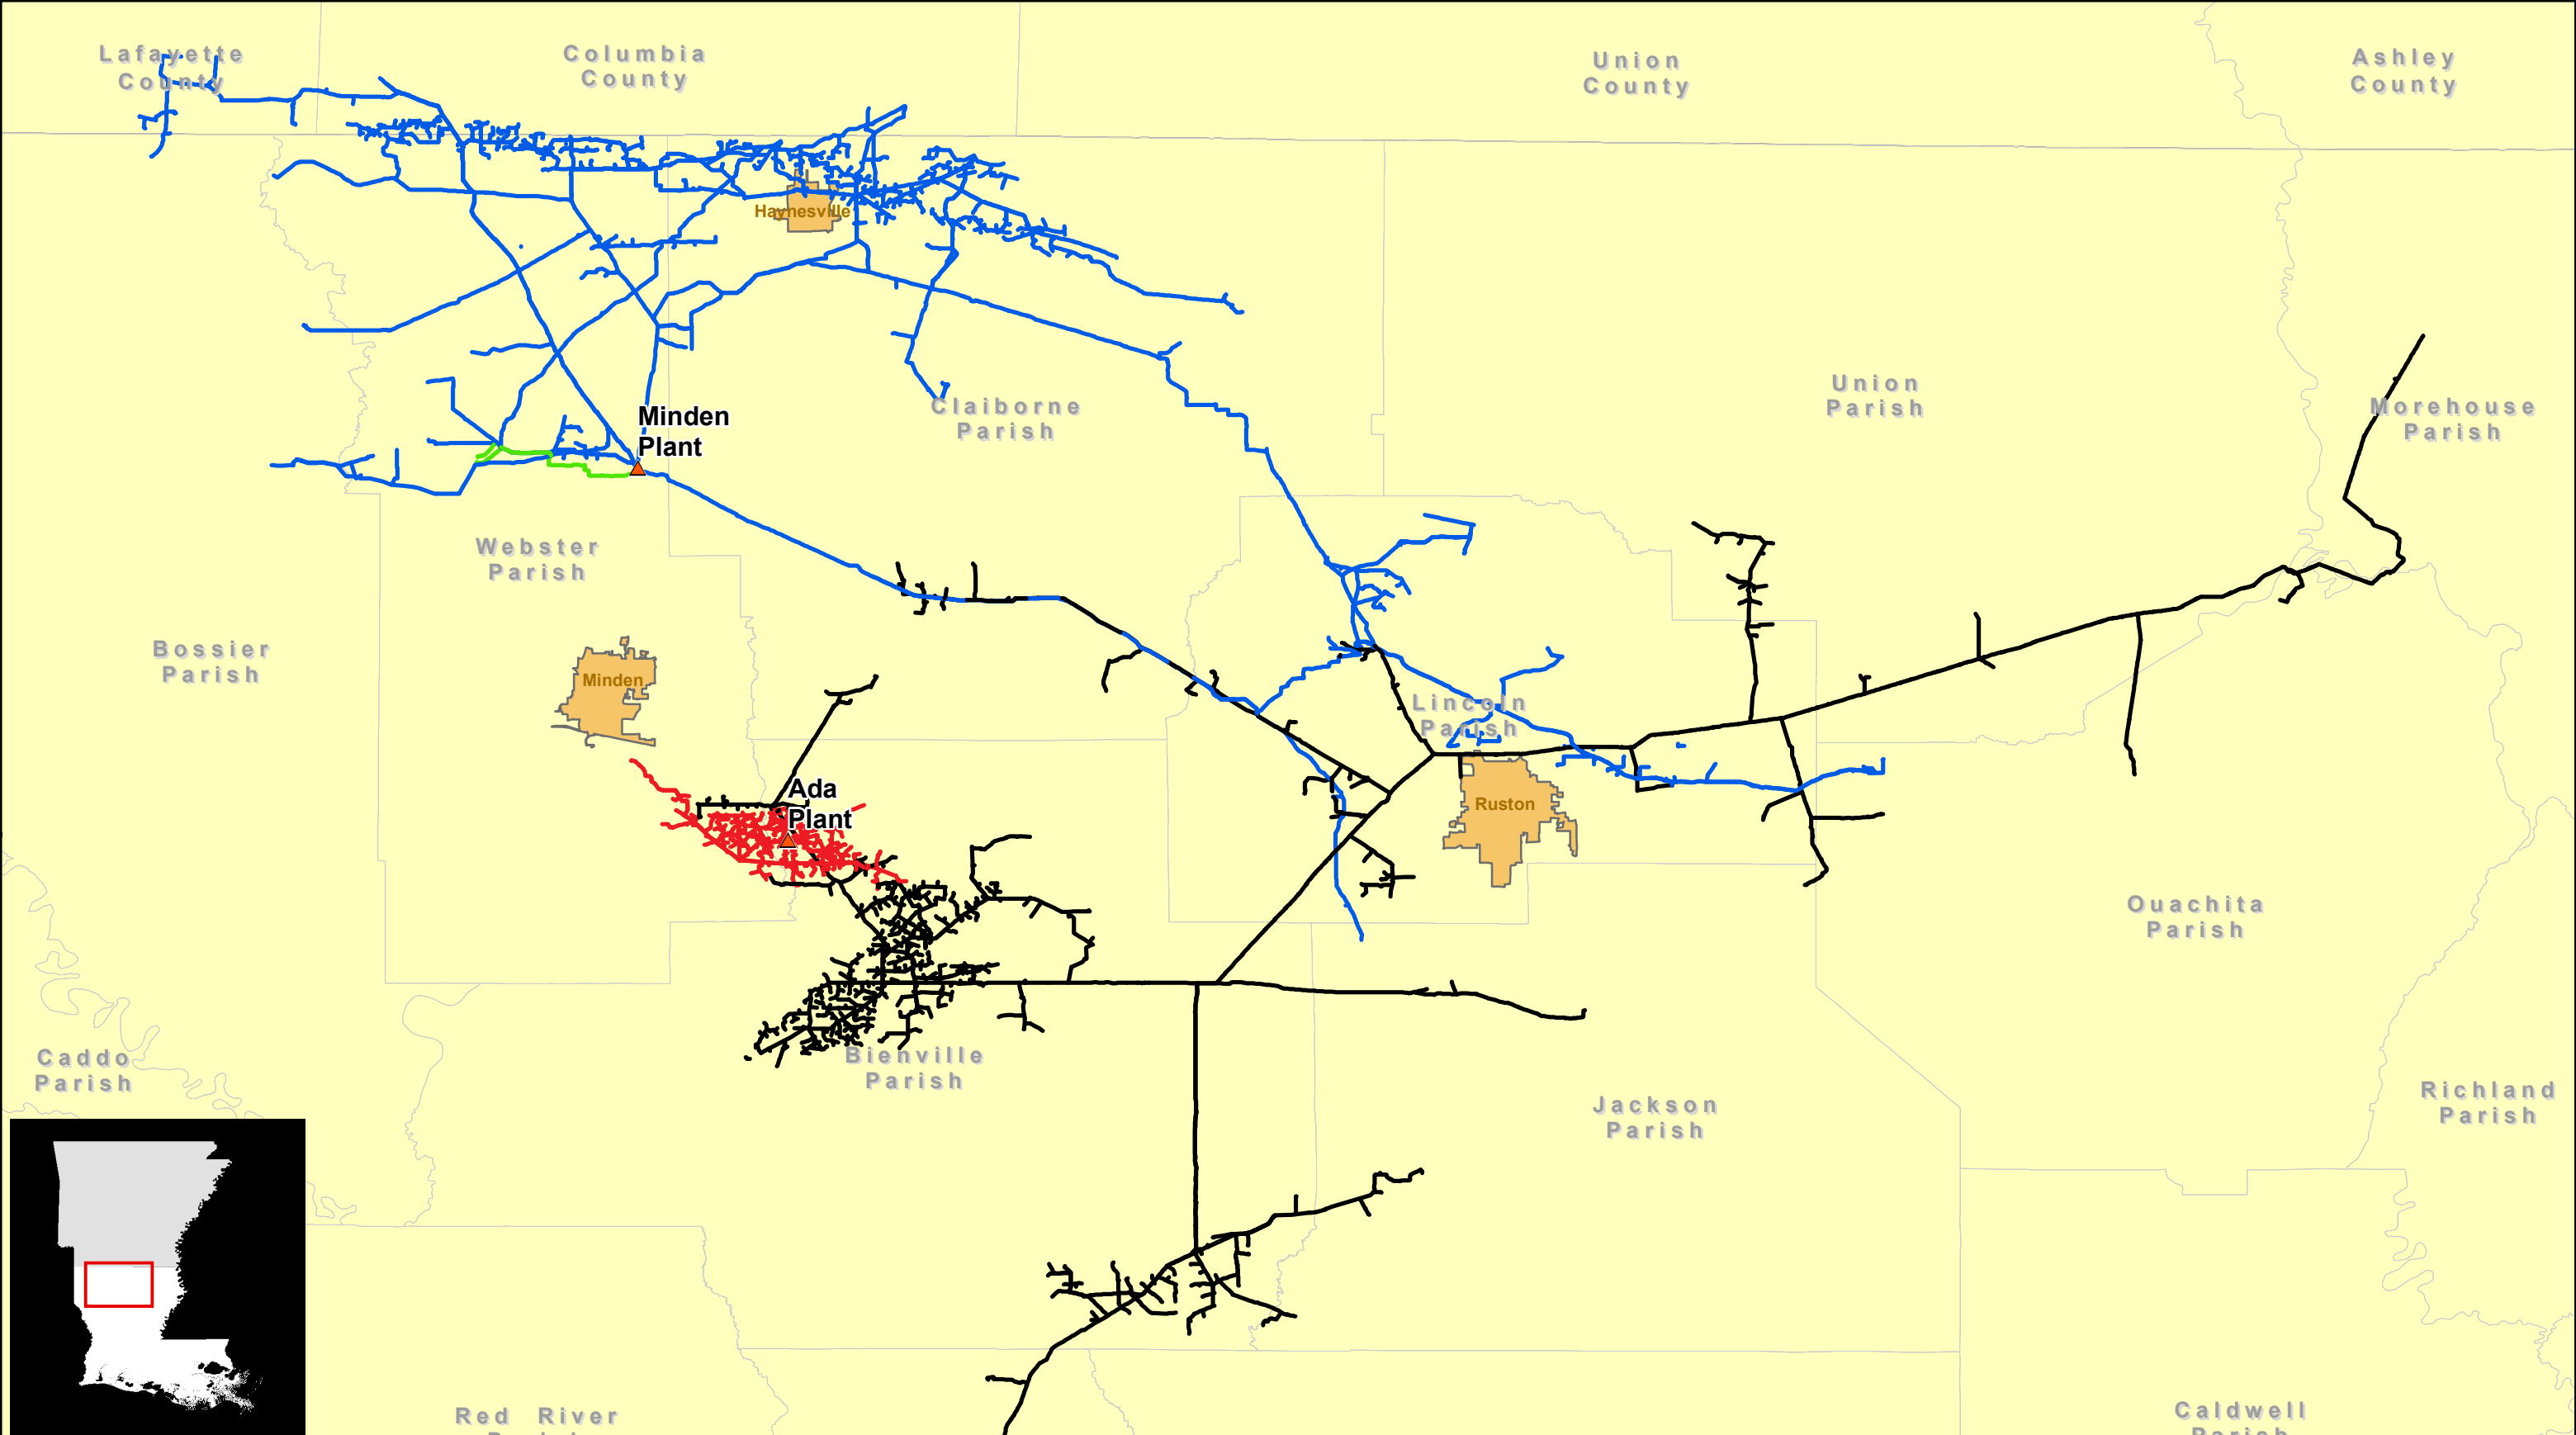 Lafayette
County
Columbia
County
Union
County
Ashley
County
Haynesville
Minden
Plant
Claiborne
Parish
Union
Parish
Morehouse
Parish
Webster
Parish
Bossier
Parish
Minden
Lincoln
Parish
Ada
Plant
Ruston
Ouachita
Parish
Caddo
Parish
Bienville
Parish
Jackson
Parish
Richland
Parish
Red River
Caldwell